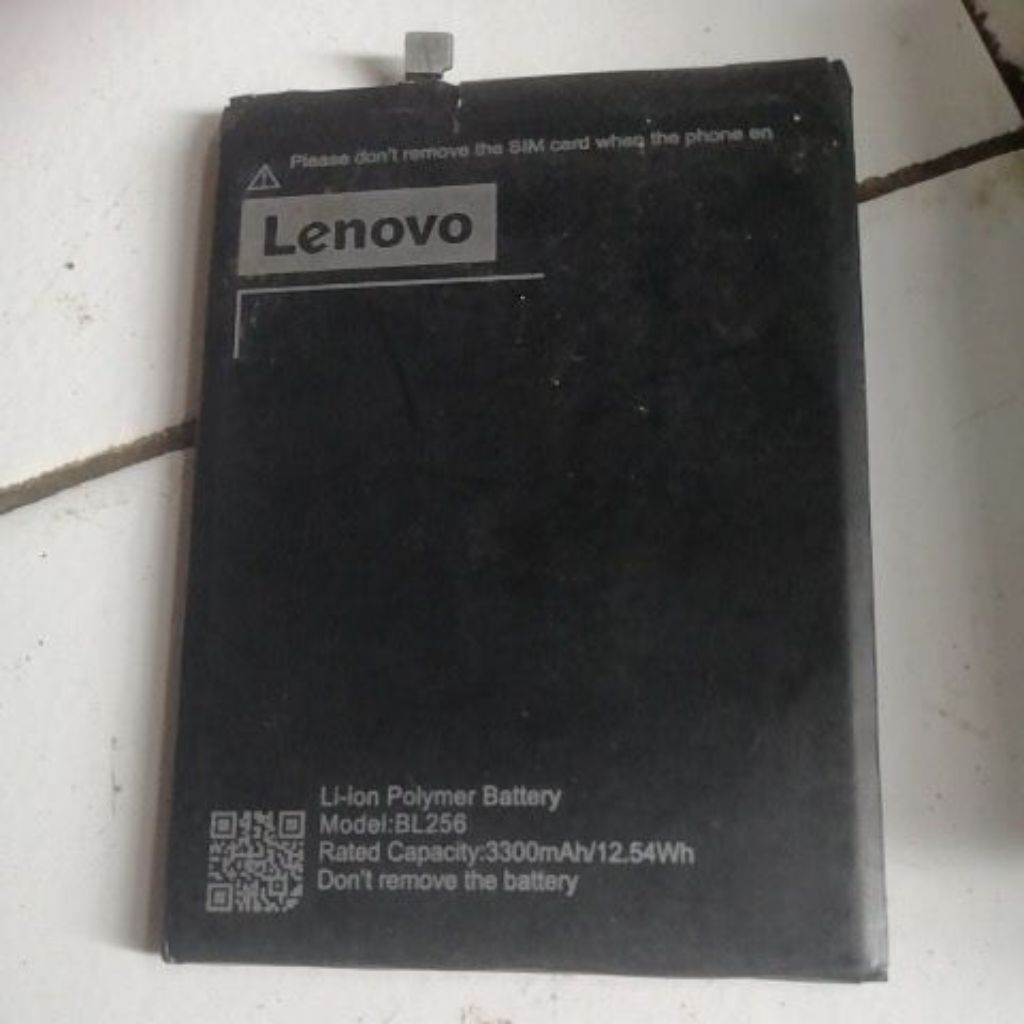 Please don't remove the SIM card when the phone en
Lenovo
Li-Ion Polymer Battery
Model:BL256
Rated Capacity:3300mAh/12.54Wh
Don't remove the battery